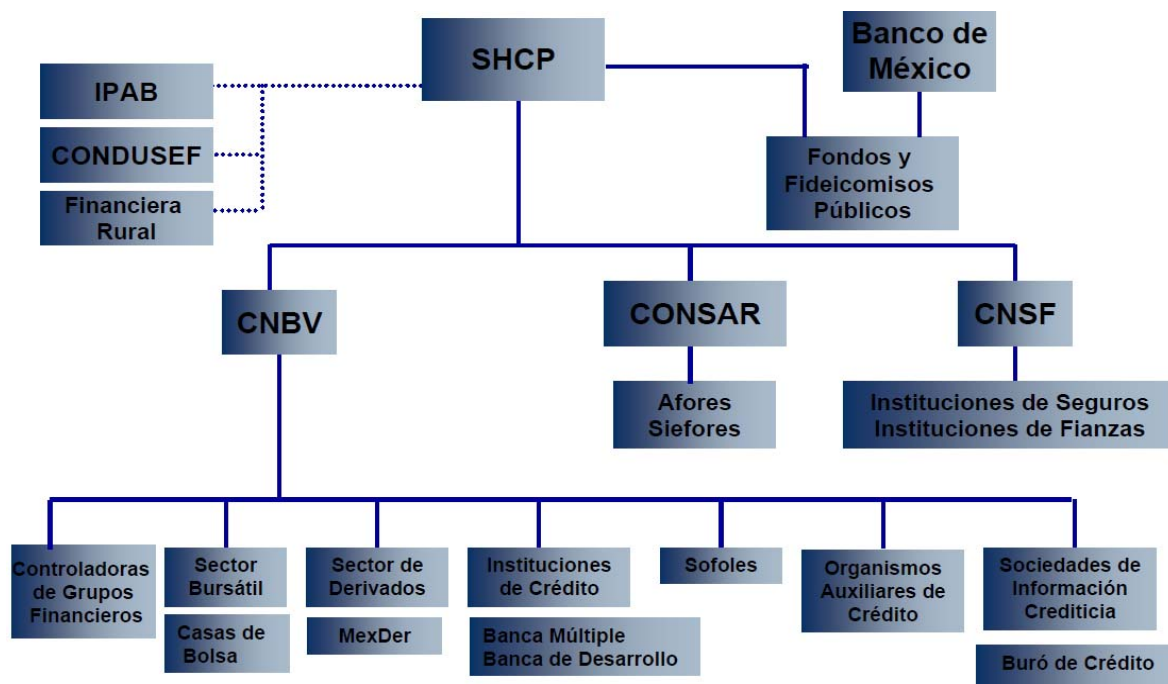 SHCP
Banco de
México
IPAB
CONDUSEF
Financiera
Rural
Fondos y
Fideicomisos
Públicos
CNBV
CONSAR
CNSF
Afores
Siefores
Instituciones de Seguros
Instituciones de Fianzas
Controladoras
de Grupos
Financieros
Sector
Bursátil
Casas de
Bolsa
Sector de
Derivados
MexDer
Instituciones
de Crédito
Banca Múltiple
Banca de Desarrollo
Sofoles
Organismos
Auxiliares de
Crédito
Sociedades de
Información
Crediticia
Buró de Crédito